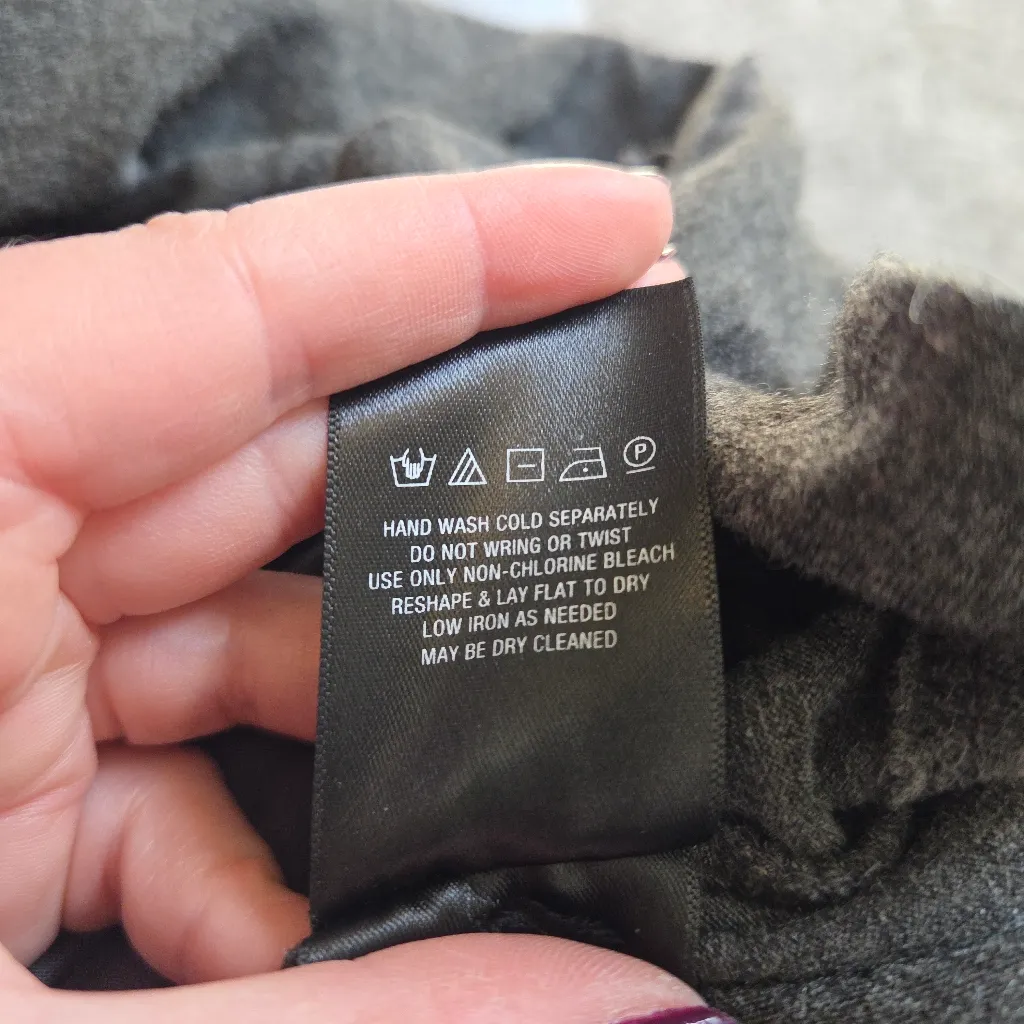 P
HAND WASH COLD SEPARATELY
DO NOT WRING OR TWIST
USE ONLY NON-CHLORINE BLEACH
RESHAPE & LAY FLAT TO DRY
LOW IRON AS NEEDED
MAY BE DRY CLEANED